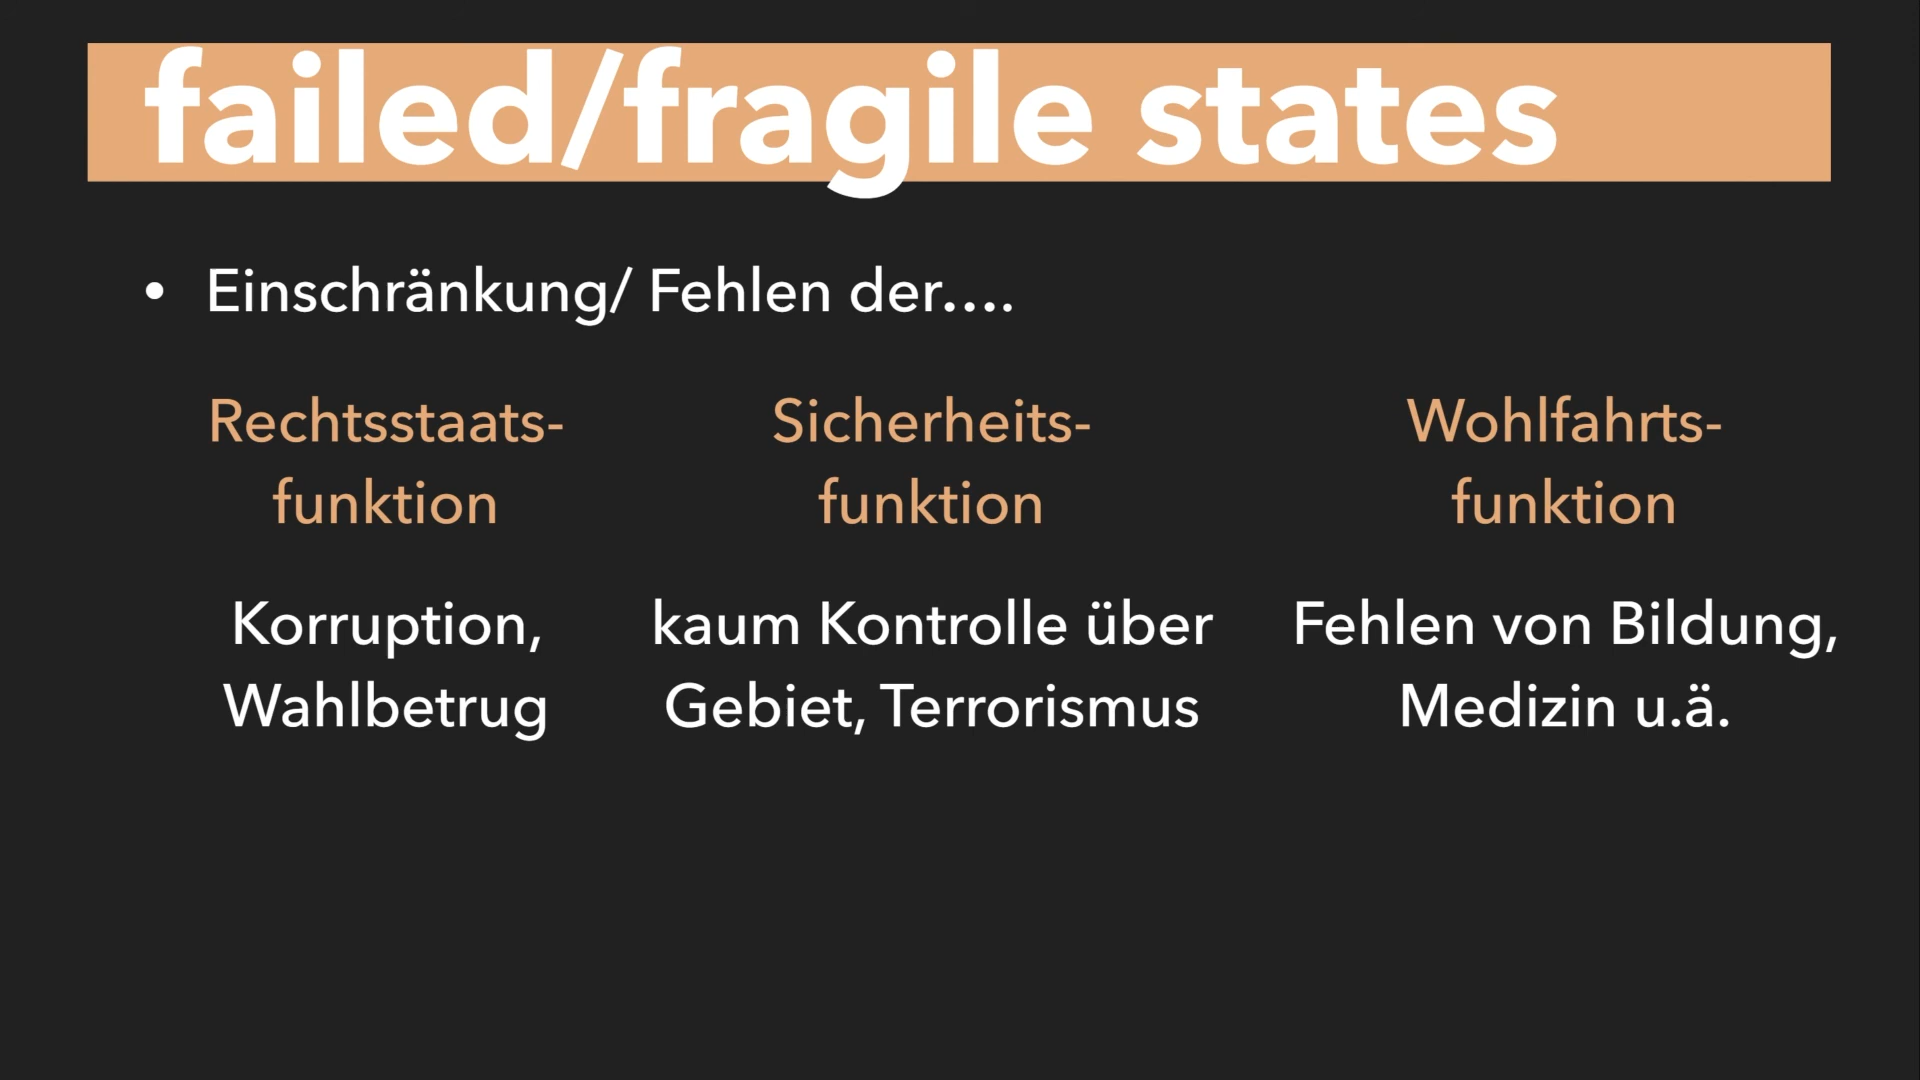 failed/fragile states
• Einschränkung/ Fehlen der....
Rechtsstaats-
funktion
Korruption,
Wahlbetrug
Sicherheits-
funktion
kaum Kontrolle über
Gebiet, Terrorismus
Wohlfahrts-
funktion
Fehlen von Bildung,
Medizin u.ä.